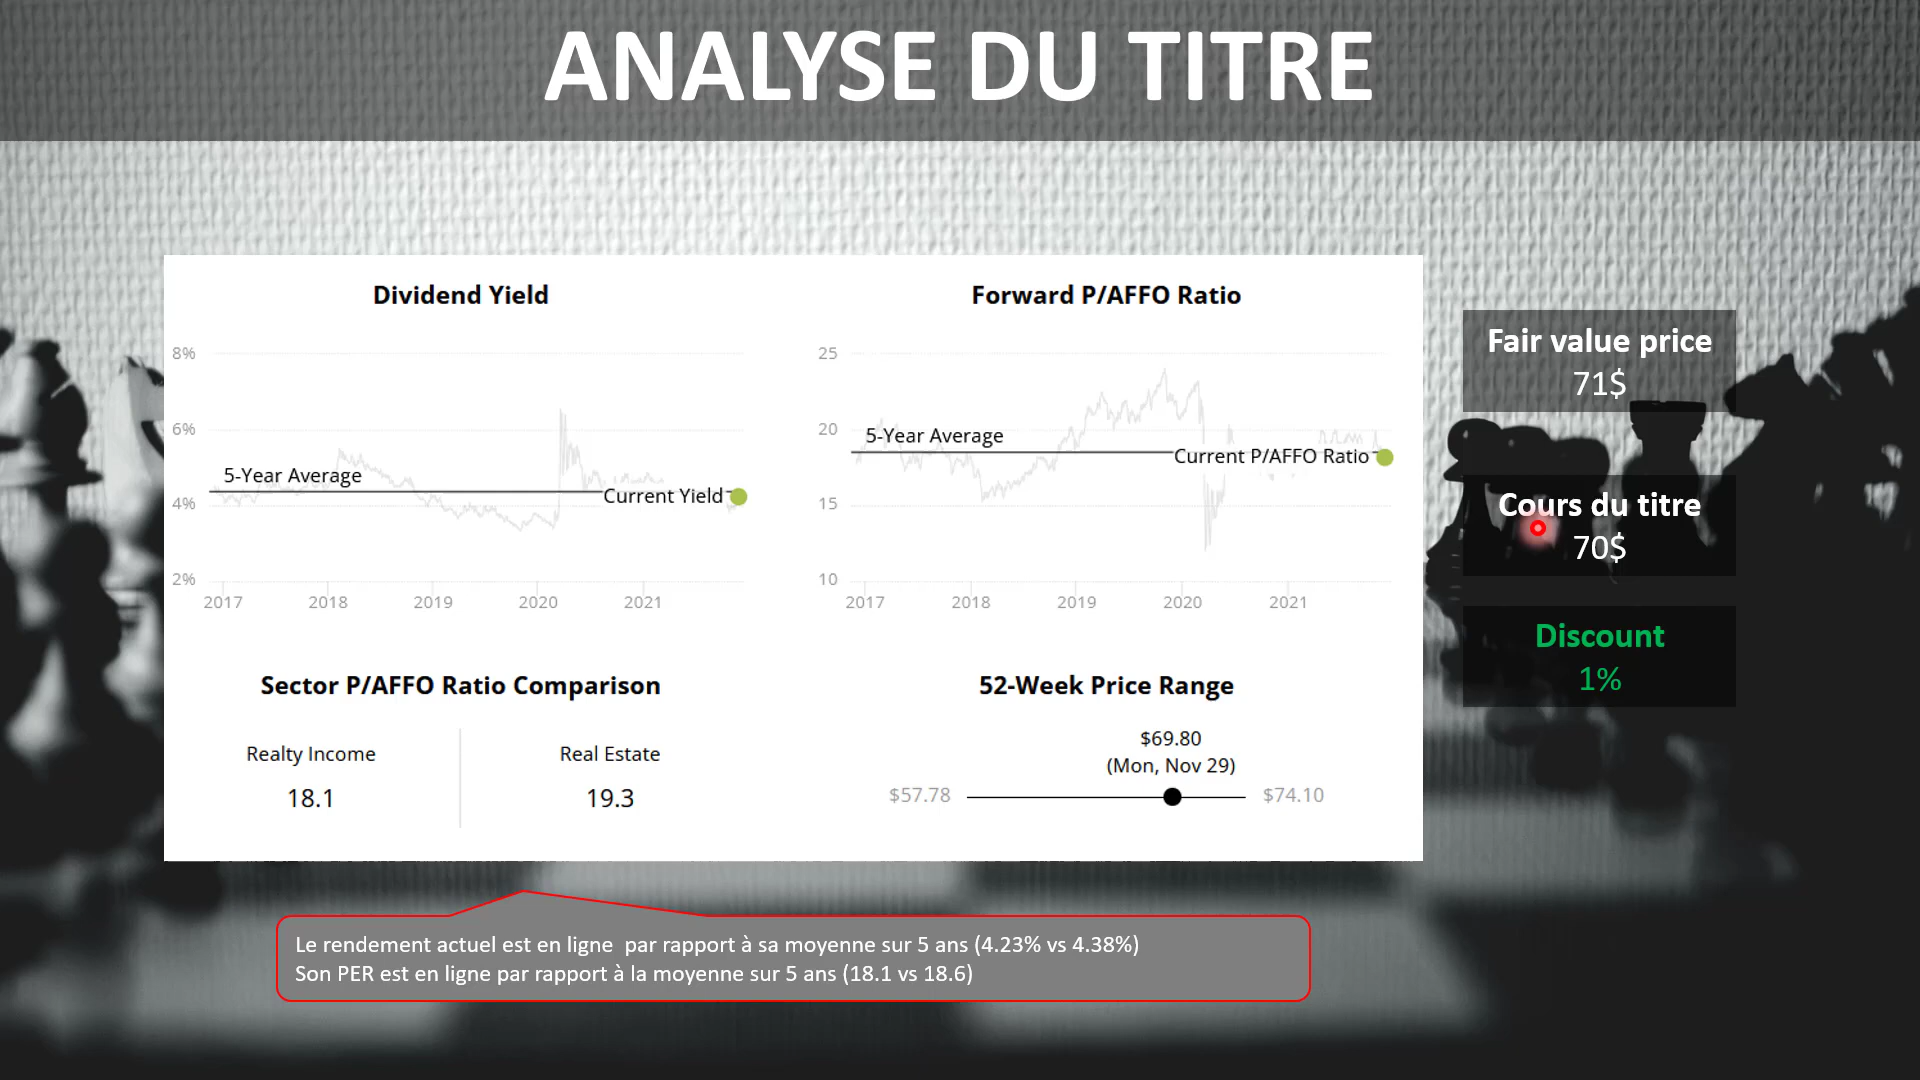 ANALYSE DU TITRE
Dividend Yield
8%
6%
4%
2%
5-Year Average
Current Yield
2017 2018 2019 2020 2021
Forward P/AFFO Ratio
25
20
15
10
5-Year Average
Current P/AFFO Ratio
2017 2018 2019 2020 2021
Sector P/AFFO Ratio Comparison
Realty Income
18.1
Real Estate
19.3
52-Week Price Range
$69.80
(Mon, Nov 29)
$57.78
$74.10
Fair value price
71$
Cours du titre
70$
Discount
1%
Le rendement actuel est en ligne  par rapport à sa moyenne sur 5 ans (4.23% vs 4.38%)
Son PER est en ligne par rapport à la moyenne sur 5 ans (18.1 vs 18.6)